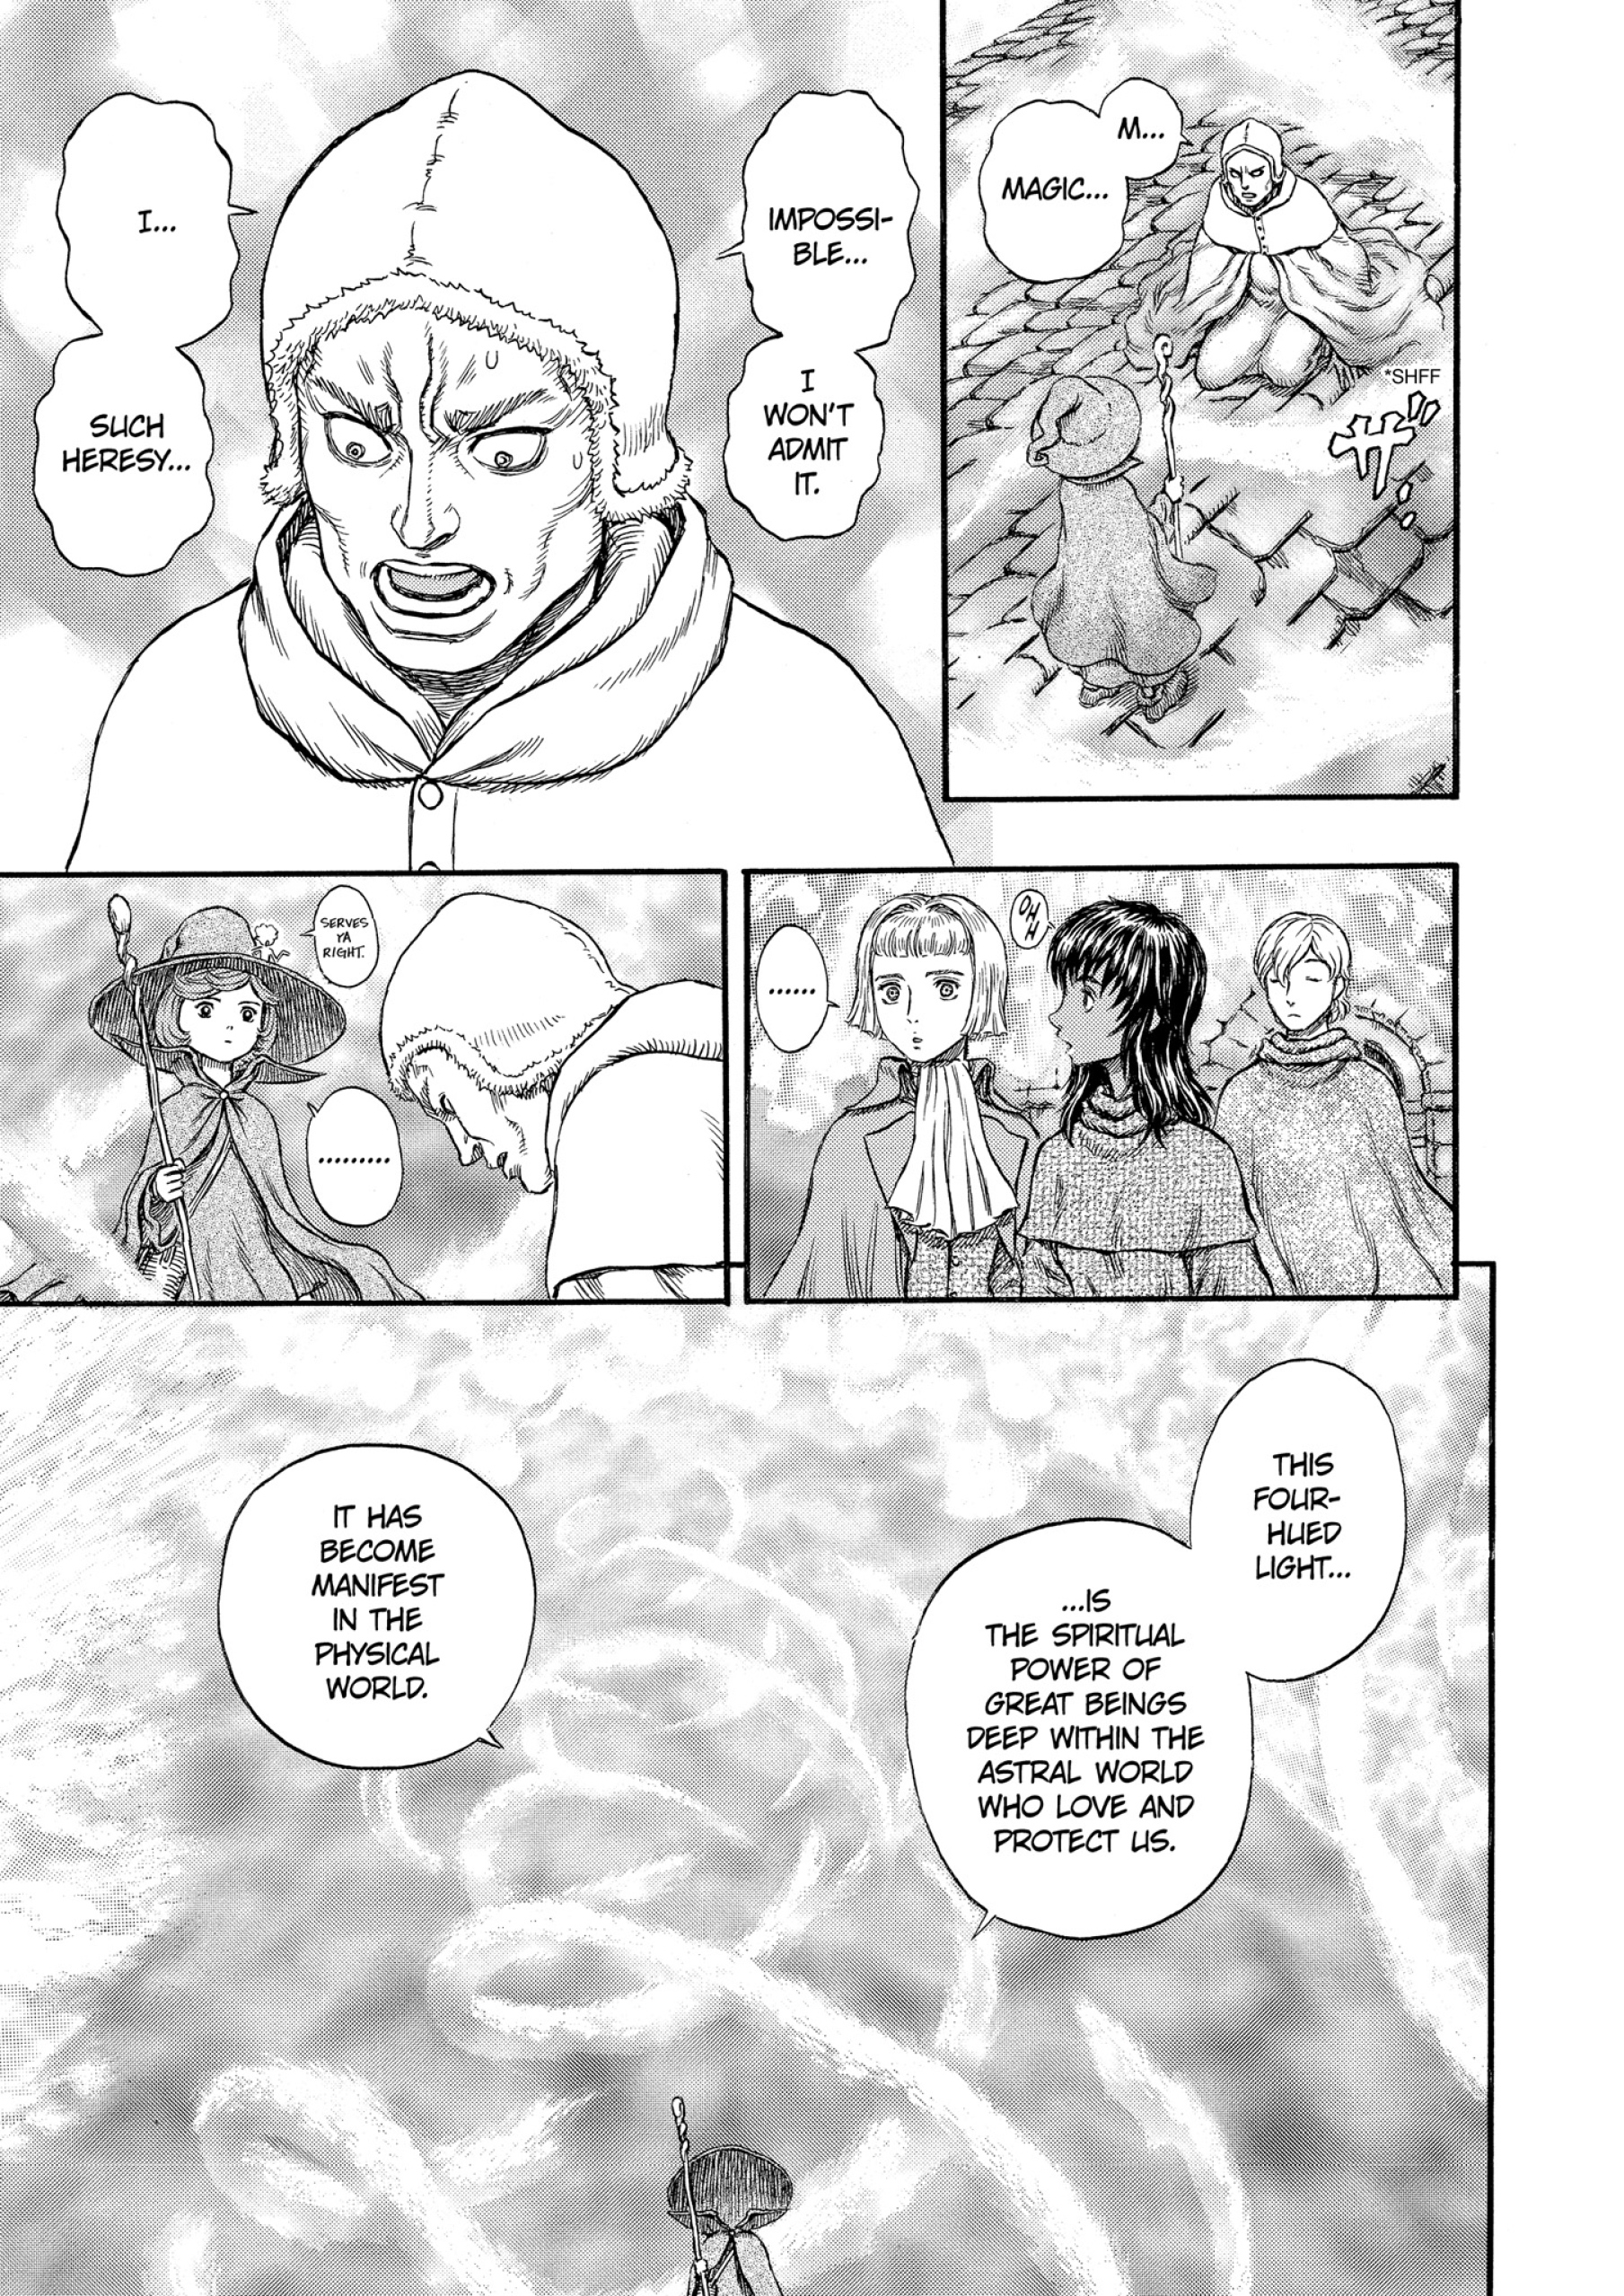 M...
MAGIC...
*SHFF
ザッ
IMPOSSI-
BLE...
I
WON'T
ADMIT
IT.
I...
SUCH
HERESY...
OHH
......
SERVES
YA
RIGHT.
.........
THIS
FOUR-
HUED
LIGHT...
...IS
THE SPIRITUAL
POWER OF
GREAT BEINGS
DEEP WITHIN THE
ASTRAL WORLD
WHO LOVE AND
PROTECT US.
IT HAS
BECOME
MANIFEST
IN THE
PHYSICAL
WORLD.